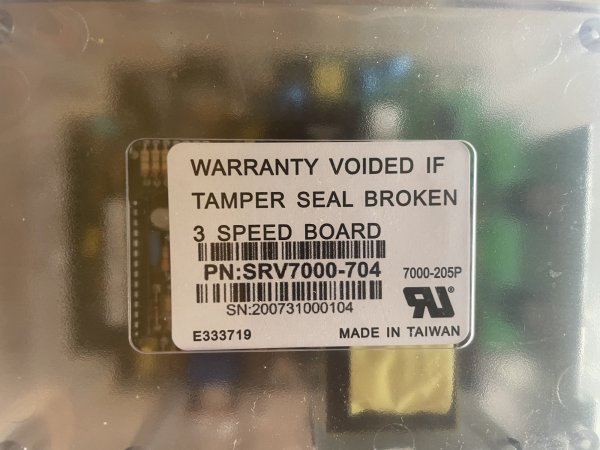 WARRANTY VOIDED IF
TAMPER SEAL BROKEN
3 SPEED BOARD
PN:SRV7000-704
7000-205P
SN:200731000104
RU
E333719
MADE IN TAIWAN